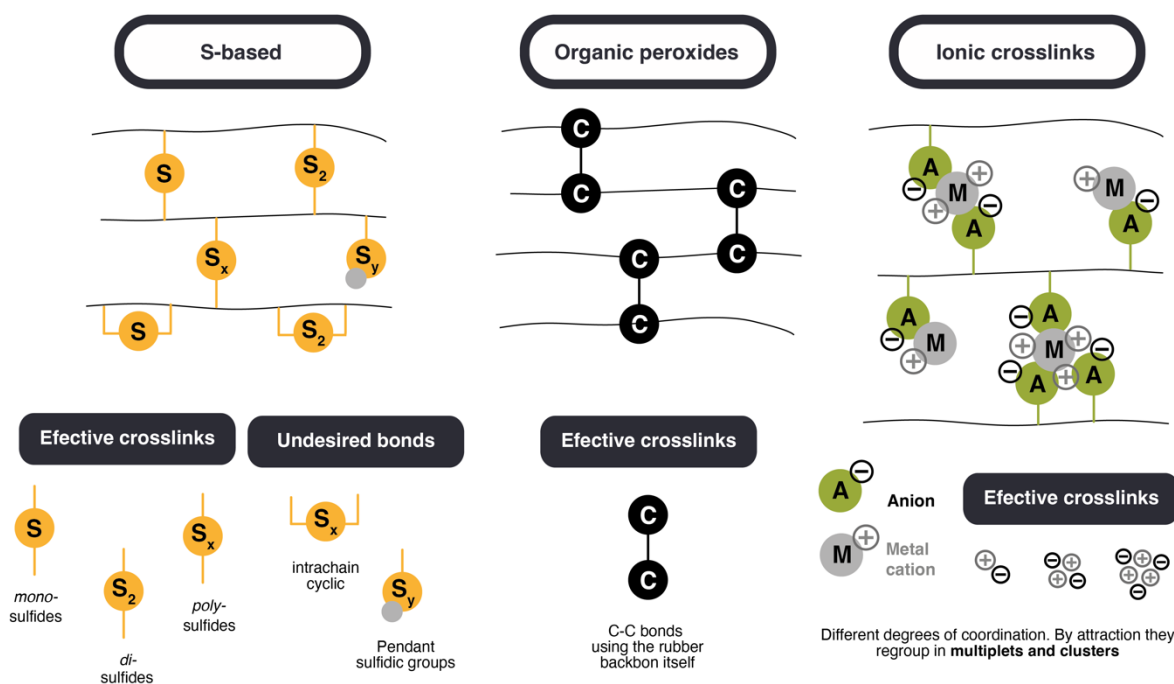 S-based
Organic peroxides
Ionic crosslinks
S
S2
Sx
Sy
S
S2
C
C
C
C
C
C
A
M
A
M
A
A
M
A
M
A
A
Efective crosslinks
Undesired bonds
Efective crosslinks
S
mono-
sulfides
S2
di-
sulfides
Sx
poly-
sulfides
Sx
intrachain
cyclic
Sy
Pendant
sulfidic groups
C
C
C-C bonds
using the rubber
backbon itself
A
Anion
M
Metal
cation
Efective crosslinks
Different degrees of coordination. By attraction they
regroup in multiplets and clusters